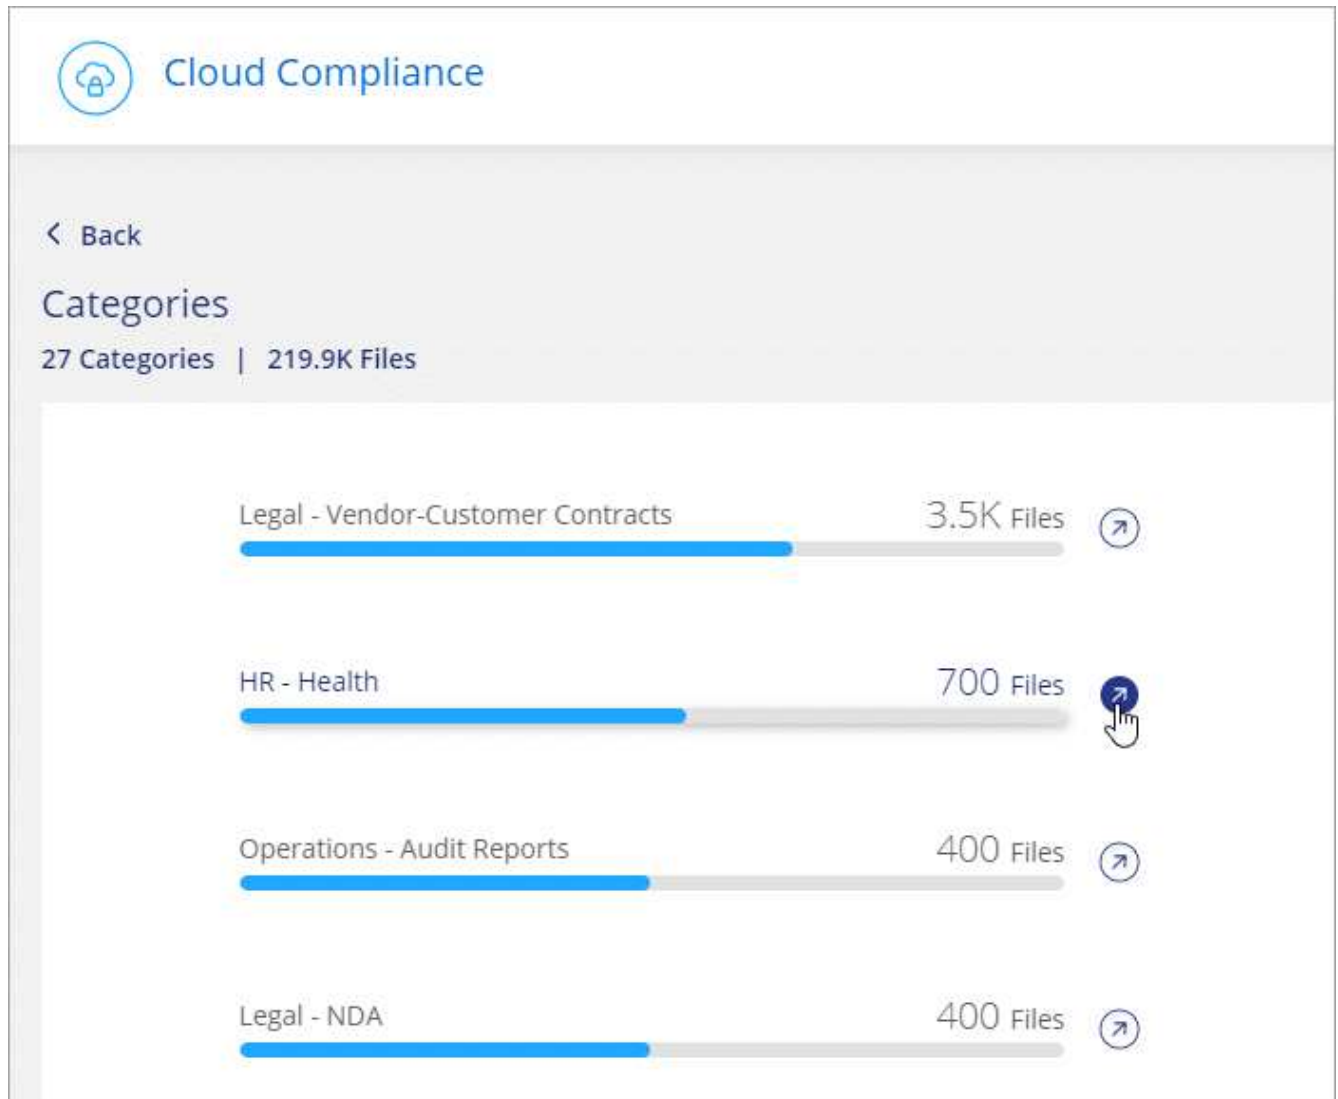 Cloud Compliance
Back
Categories
27 Categories | 219.9K Files
Legal - Vendor-Customer Contracts 3.5K Files
HR - Health 700 Files
Operations - Audit Reports 400 Files
Legal - NDA 400 Files